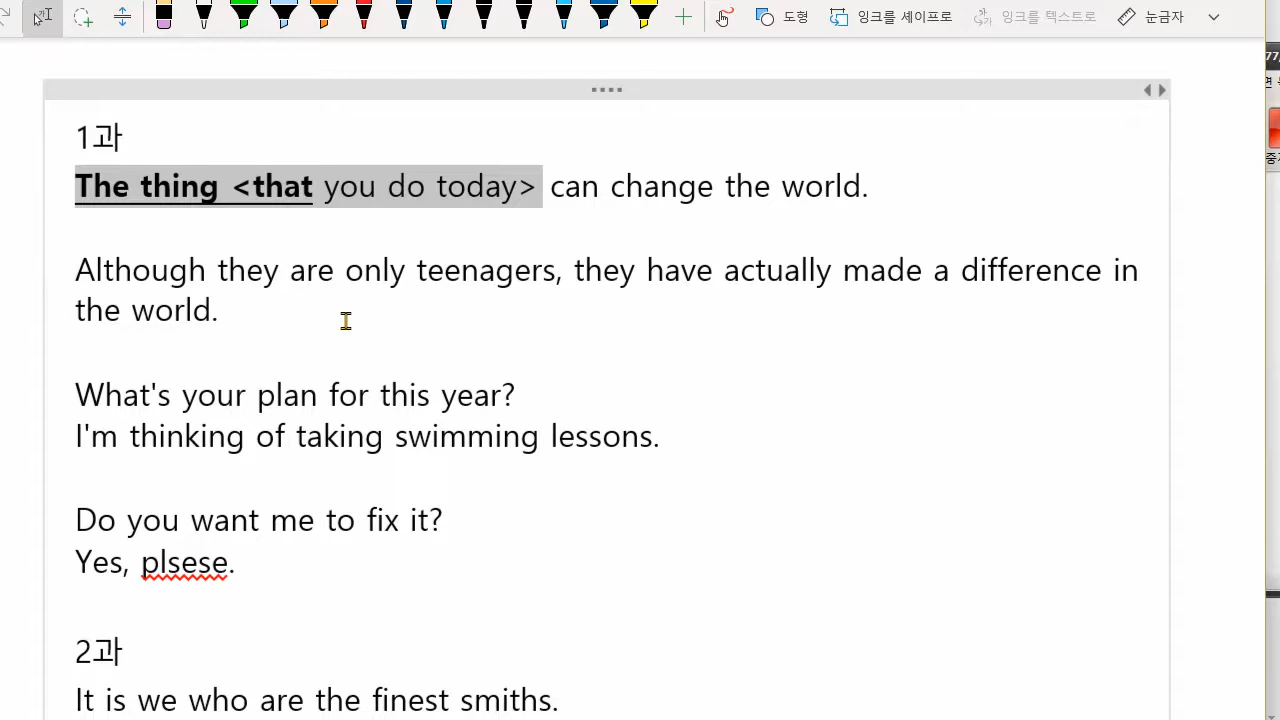 도형
잉크를 셰이프로
잉크를 텍스트로
눈금자
1과
The thing <that you do today> can change the world.
Although they are only teenagers, they have actually made a difference in
the world.
What's your plan for this year?
I'm thinking of taking swimming lessons.
Do you want me to fix it?
Yes, plsese.
2과
It is we who are the finest smiths.